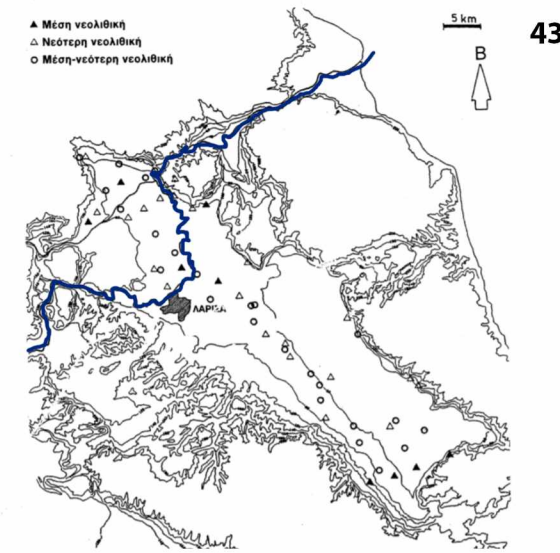 ▲ Μέση νεολιθική
△ Νεότερη νεολιθική
○ Μέση-νεότερη νεολιθική
5 km
43
Β
ΛΑΡΙΣΑ